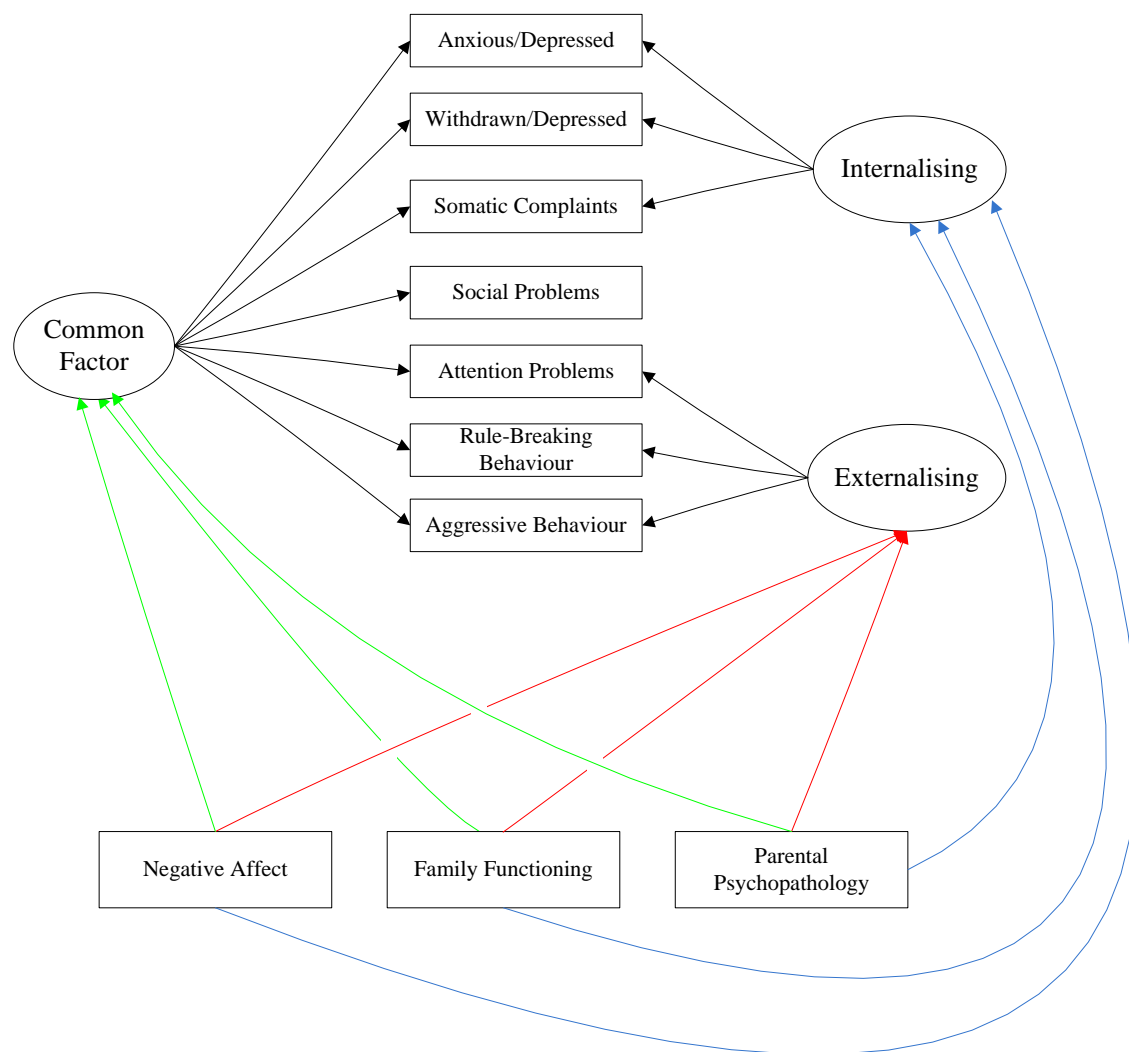 Anxious/Depressed
Withdrawn/Depressed
Internalising
Somatic Complaints
Social Problems
Common
Factor
Attention Problems
Rule-Breaking
Behaviour
Externalising
Aggressive Behaviour
Negative Affect
Family Functioning
Parental
Psychopathology